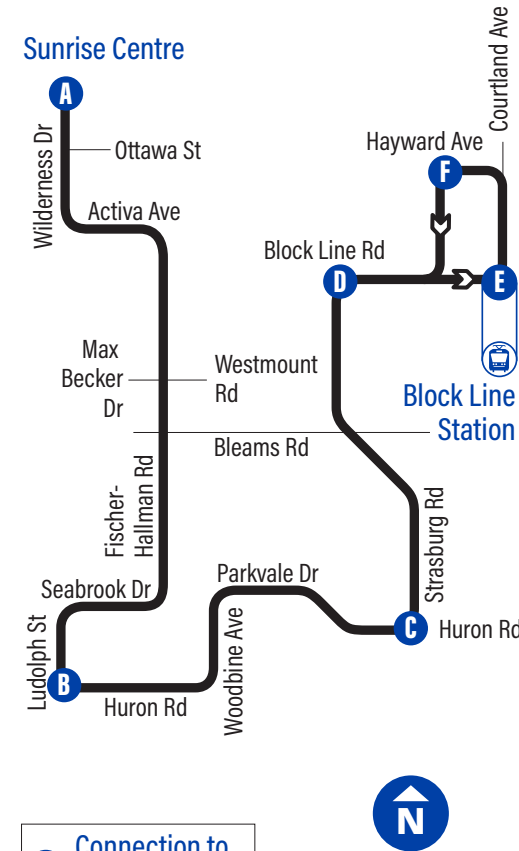 Sunrise Centre
A
Wilderness Dr
Ottawa St
Activa Ave
Courtland Ave
Hayward Ave
F
Block Line Rd
D
E
Max
Becker
Dr
Westmount
Rd
Block Line
Station
Bleams Rd
Fischer-
Hallman Rd
Strasburg Rd
Seabrook Dr
Parkvale Dr
Ludolph St
B
Huron Rd
Woodbine Ave
C
Huron Rd
N
Connection to